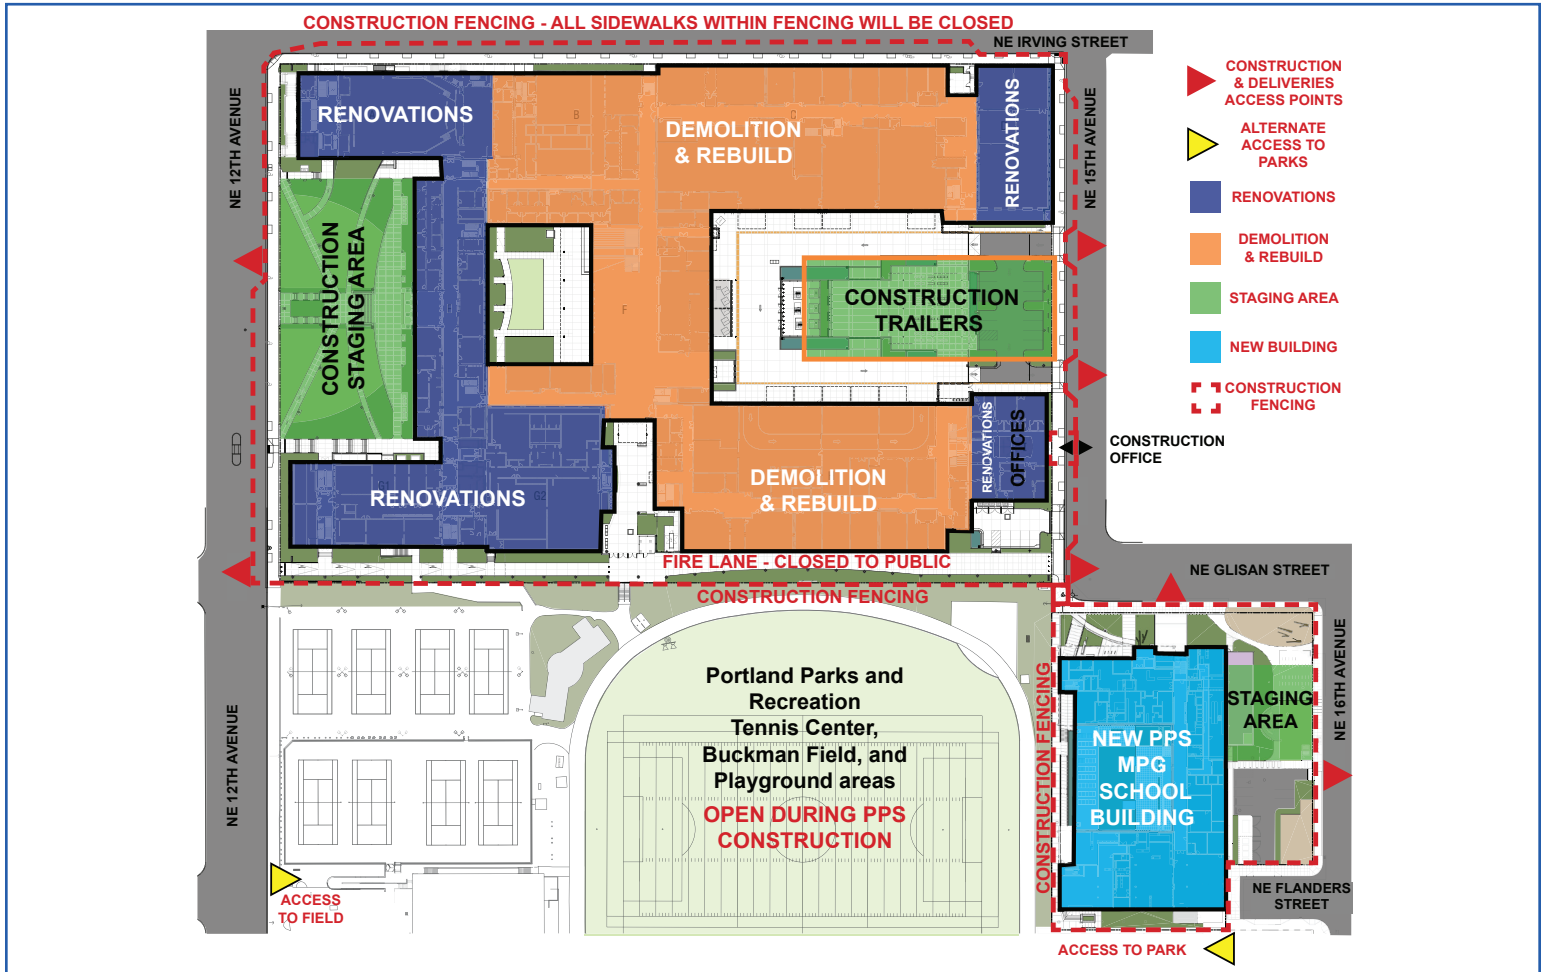 CONSTRUCTION FENCING - ALL SIDEWALKS WITHIN FENCING WILL BE CLOSED
NE IRVING STREET
NE 12TH AVENUE
NE 15TH AVENUE
RENOVATIONS
B
C
DEMOLITION
& REBUILD
RENOVATIONS
CONSTRUCTION
STAGING AREA
F
CONSTRUCTION
TRAILERS
RENOVATIONS
G1
G2
DEMOLITION
& REBUILD
RENOVATIONS
OFFICES
CONSTRUCTION
OFFICE
FIRE LANE - CLOSED TO PUBLIC
CONSTRUCTION FENCING
CONSTRUCTION
& DELIVERIES
ACCESS POINTS
ALTERNATE
ACCESS TO
PARKS
RENOVATIONS
DEMOLITION
& REBUILD
STAGING AREA
NEW BUILDING
CONSTRUCTION
FENCING
NE GLISAN STREET
NE 12TH AVENUE
Portland Parks and
Recreation
Tennis Center,
Buckman Field, and
Playground areas
OPEN DURING PPS
CONSTRUCTION
CONSTRUCTION FENCING
NEW PPS
MPG
SCHOOL
BUILDING
STAGING
AREA
NE 16TH AVENUE
NE FLANDERS
STREET
ACCESS
TO FIELD
ACCESS TO PARK